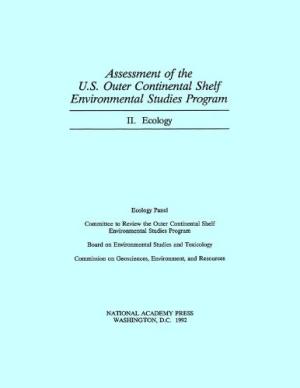 Assessment of the
U.S. Outer Continental Shelf
Environmental Studies Program
II. Ecology
Ecology Panel
Committee to Review the Outer Continental Shelf
Environmental Studies Program
Board on Environmental Studies and Toxicology
Commission on Geosciences, Environment, and Resources
NATIONAL ACADEMY PRESS
WASHINGTON, D.C. 1992